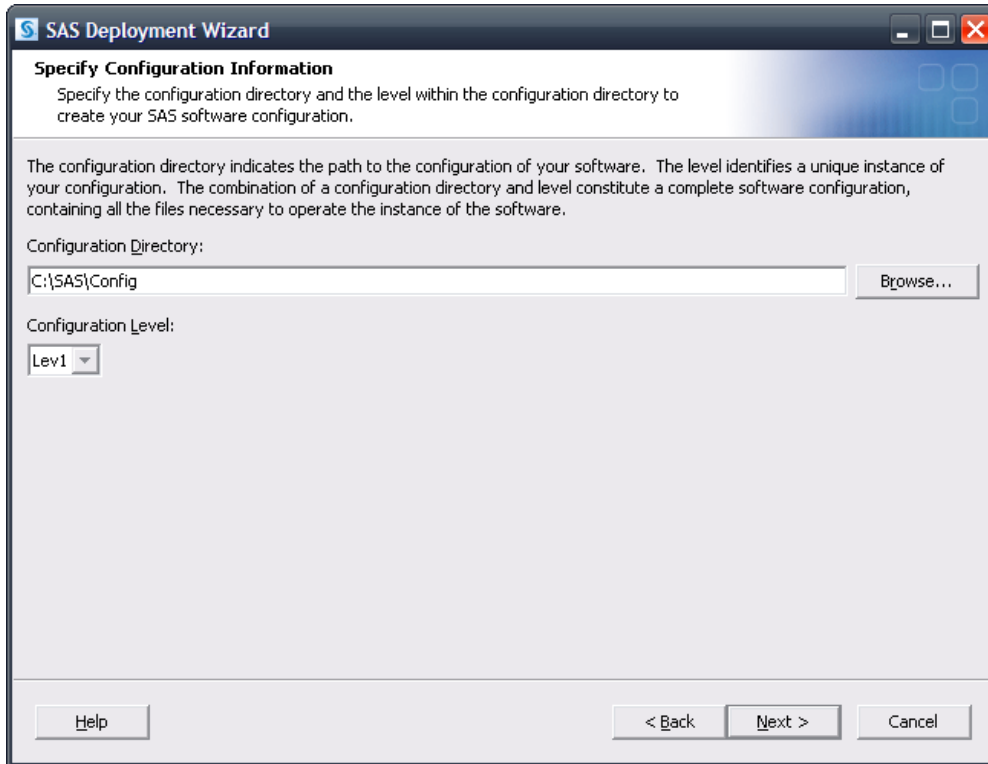 SAS Deployment Wizard
Specify Configuration Information
Specify the configuration directory and the level within the configuration directory to
create your SAS software configuration.
The configuration directory indicates the path to the configuration of your software.  The level identifies a unique instance of
your configuration.  The combination of a configuration directory and level constitute a complete software configuration,
containing all the files necessary to operate the instance of the software.
Configuration Directory:
C:\SAS\Config
Browse...
Configuration Level:
Lev1
Help
< Back
Next >
Cancel